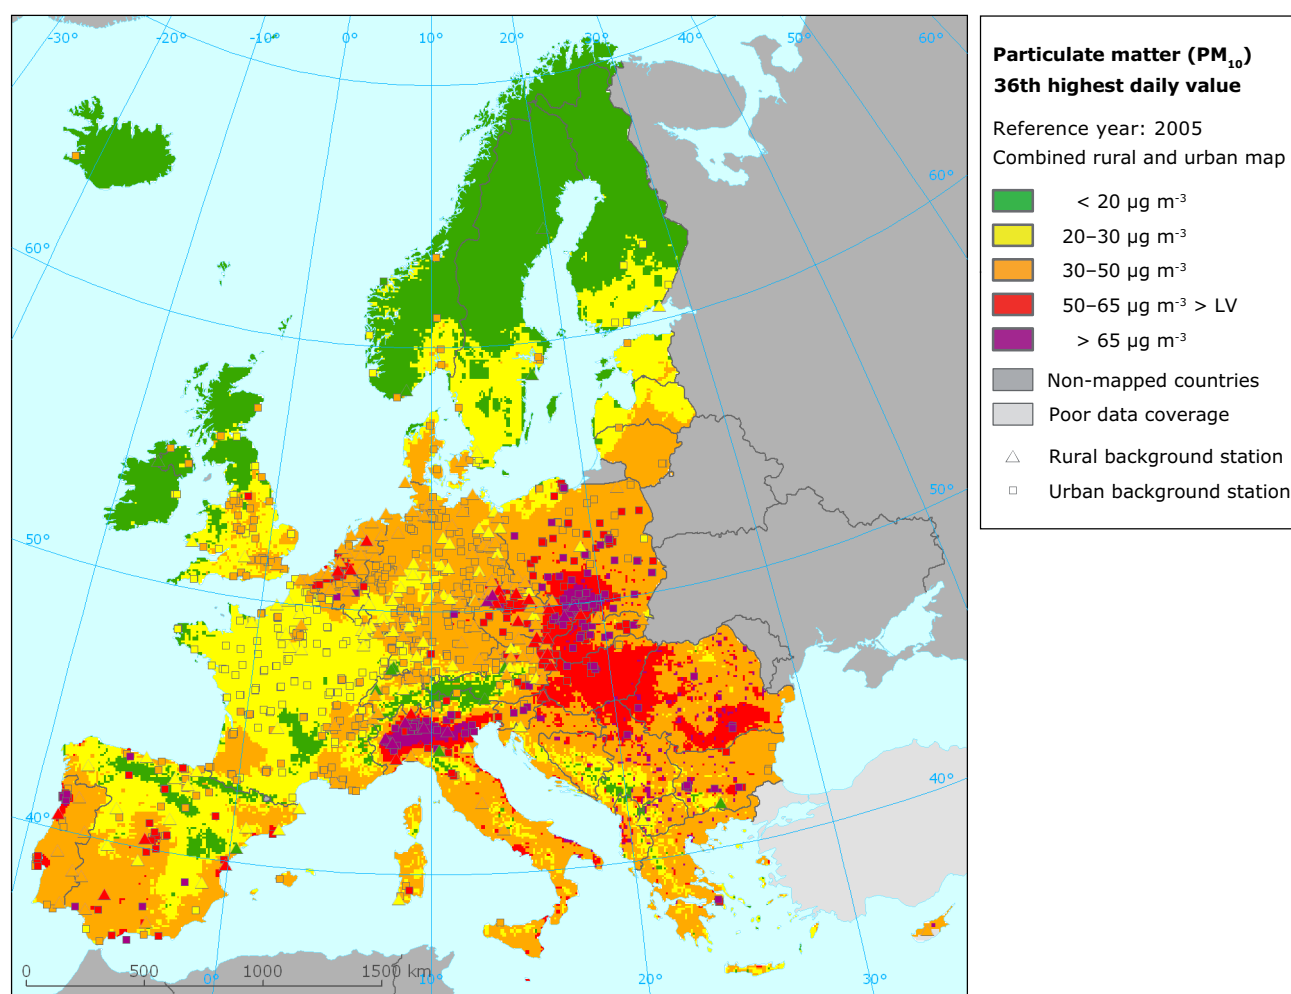 -30° -20° -10° 0° 10° 20° 30° 40° 50° 60°
60° 60°
50° 50°
40° 40°
0 500 1000 1500 km
0° 10° 20° 30°
Particulate matter (PM₁₀)
36th highest daily value
Reference year: 2005
Combined rural and urban map
< 20 µg m⁻³
20–30 µg m⁻³
30–50 µg m⁻³
50–65 µg m⁻³ > LV
> 65 µg m⁻³
Non-mapped countries
Poor data coverage
Rural background station
Urban background station